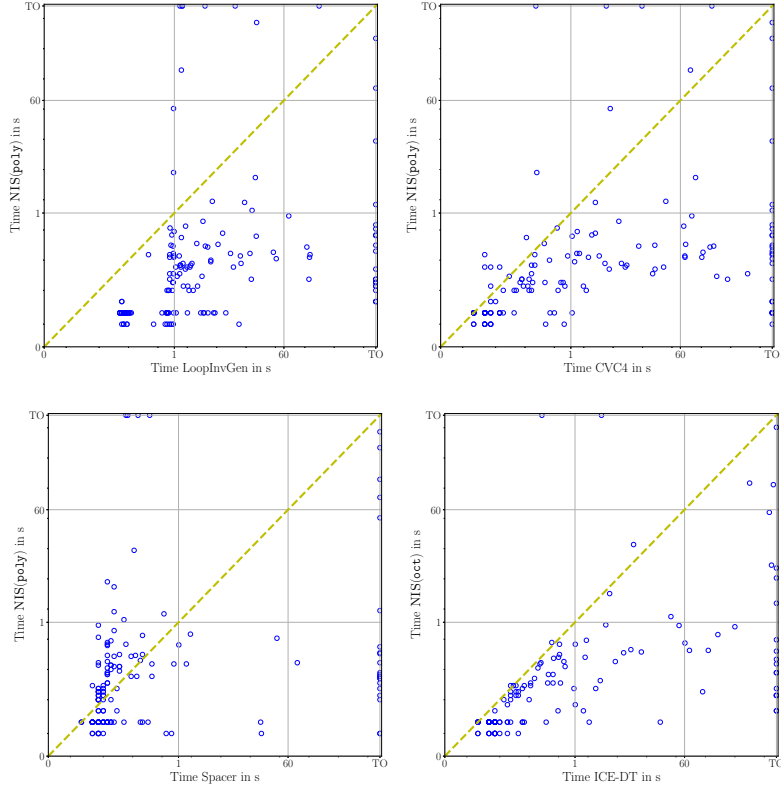 TO
60
1
0
Time NIS(poly) in s
1
60
TO
Time LoopInvGen in s
TO
60
1
0
Time NIS(poly) in s
1
60
TO
Time CVC4 in s
TO
60
1
0
Time NIS(poly) in s
0
1
60
TO
Time Spacer in s
TO
60
1
0
Time NIS(oct) in s
0
1
60
TO
Time ICE-DT in s